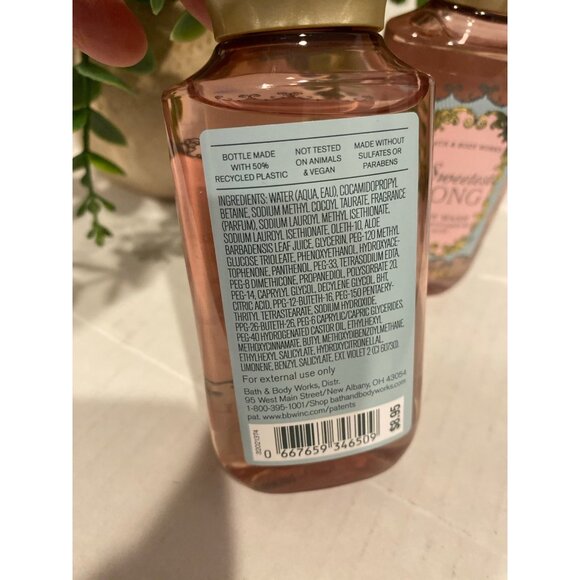 BOTTLE MADE
WITH 50%
RECYCLED PLASTIC
NOT TESTED
ON ANIMALS
& VEGAN
MADE WITHOUT
SULFATES OR
PARABENS
INGREDIENTS: WATER (AQUA, EAU), COCAMIDOPROPYL
BETAINE, SODIUM METHYL COCOYL TAURATE, FRAGRANCE
(PARFUM), SODIUM LAUROYL METHYL ISETHIONATE,
SODIUM LAUROYL ISETHIONATE, OLETH-10, ALOE
BARBADENSIS LEAF JUICE, GLYCERIN, PEG-120 METHYL
GLUCOSE TRIOLEATE, PHENOXYETHANOL, HYDROXYACE-
TOPHENONE, PANTHENOL, PEG-33, TETRASODIUM EDTA,
PEG-8 DIMETHICONE, PROPANEDIOL, POLYSORBATE 20,
PEG-14, CAPRYLYL GLYCOL, DECYLENE GLYCOL, BHT,
CITRIC ACID, PPG-12-BUTETH-16, PEG-150 PENTAERY-
THRITYL TETRASTEARATE, SODIUM HYDROXIDE,
PPG-26-BUTETH-26, PEG-6 CAPRYLIC/CAPRIC GLYCERIDES,
PEG-40 HYDROGENATED CASTOR OIL, ETHYLHEXYL
METHOXYCINNAMATE, BUTYL METHOXYDIBENZOYLMETHANE,
ETHYLHEXYL SALICYLATE, HYDROXYCITRONELLAL,
LIMONENE, BENZYL SALICYLATE, EXT. VIOLET 2 (CI 60730).
For external use only
Bath & Body Works, Distr.
95 West Main Street/New Albany, OH 43054
1-800-395-1001/Shop bathandbodyworks.com
pat. www.bbwinc.com/patents
$8.95
0 667659 346509
Sweetest